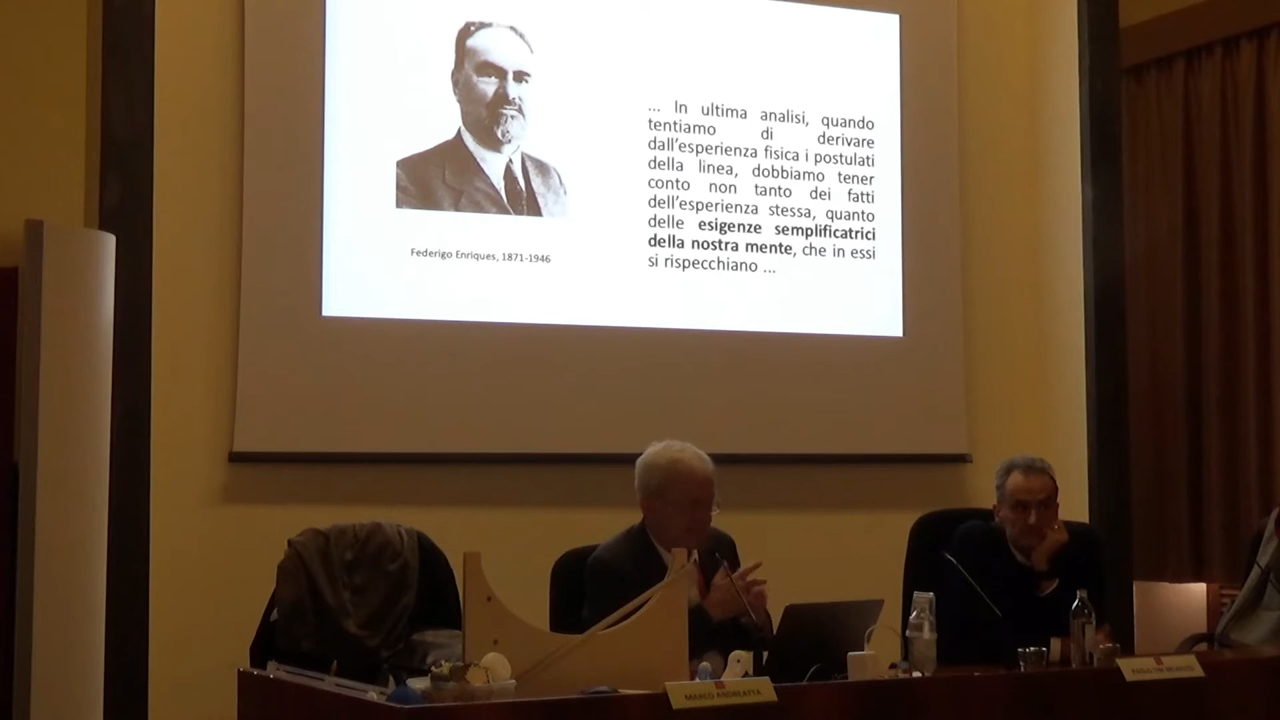 ... In ultima analisi, quando
tentiamo di derivare
dall'esperienza fisica i postulati
della linea, dobbiamo tener
conto non tanto dei fatti
dell'esperienza stessa, quanto
delle esigenze semplificatrici
della nostra mente, che in essi
si rispecchiano ...
Federigo Enriques, 1871-1946
MARCO ANDREATTA